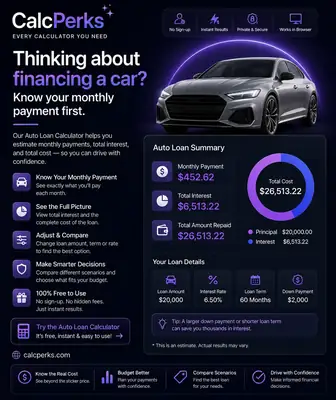 CalcPerks
EVERY CALCULATOR YOU NEED
No Sign-up
Instant Results
Private & Secure
Works in Browser
Thinking about
financing a car?
Know your monthly
payment first.
Our Auto Loan Calculator helps you
estimate monthly payments, total interest,
and total cost — so you can drive with
confidence.
Know Your Monthly Payment
See exactly what you'll pay
each month.
See the Full Picture
View total interest and the
complete cost of the loan.
Adjust & Compare
Change loan amount, term or rate
to find the best option.
Make Smarter Decisions
Compare different scenarios and
choose what fits your budget.
100% Free to Use
No sign-up. No hidden fees.
Just instant results.
Try the Auto Loan Calculator
It's free, instant & easy to use!
calcperks.com
Auto Loan Summary
Monthly Payment
$452.62
Total Interest
$6,513.22
Total Amount Repaid
$26,513.22
Total Cost
$26,513.22
Principal $20,000.00
Interest $6,513.22
Your Loan Details
Loan Amount
$20,000
Interest Rate
6.50%
Loan Term
60 Months
Down Payment
$2,000
Tip: A larger down payment or shorter loan term
can save you thousands in interest.
*This is an estimate. Actual results may vary.
Know the Real Cost
See beyond the sticker price.
Budget Better
Plan your payments
with confidence.
Compare Scenarios
Find the best loan
for your needs.
Drive with Confidence
Make informed financial
decisions.